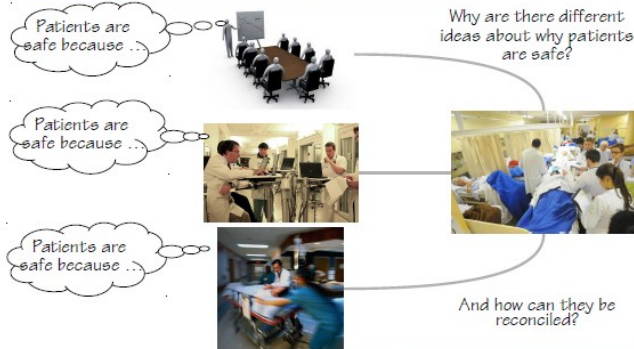 Patients are
safe because ...
Why are there different
ideas about why patients
are safe?
Patients are
safe because ...
Patients are
safe because ...
And how can they be
reconciled?